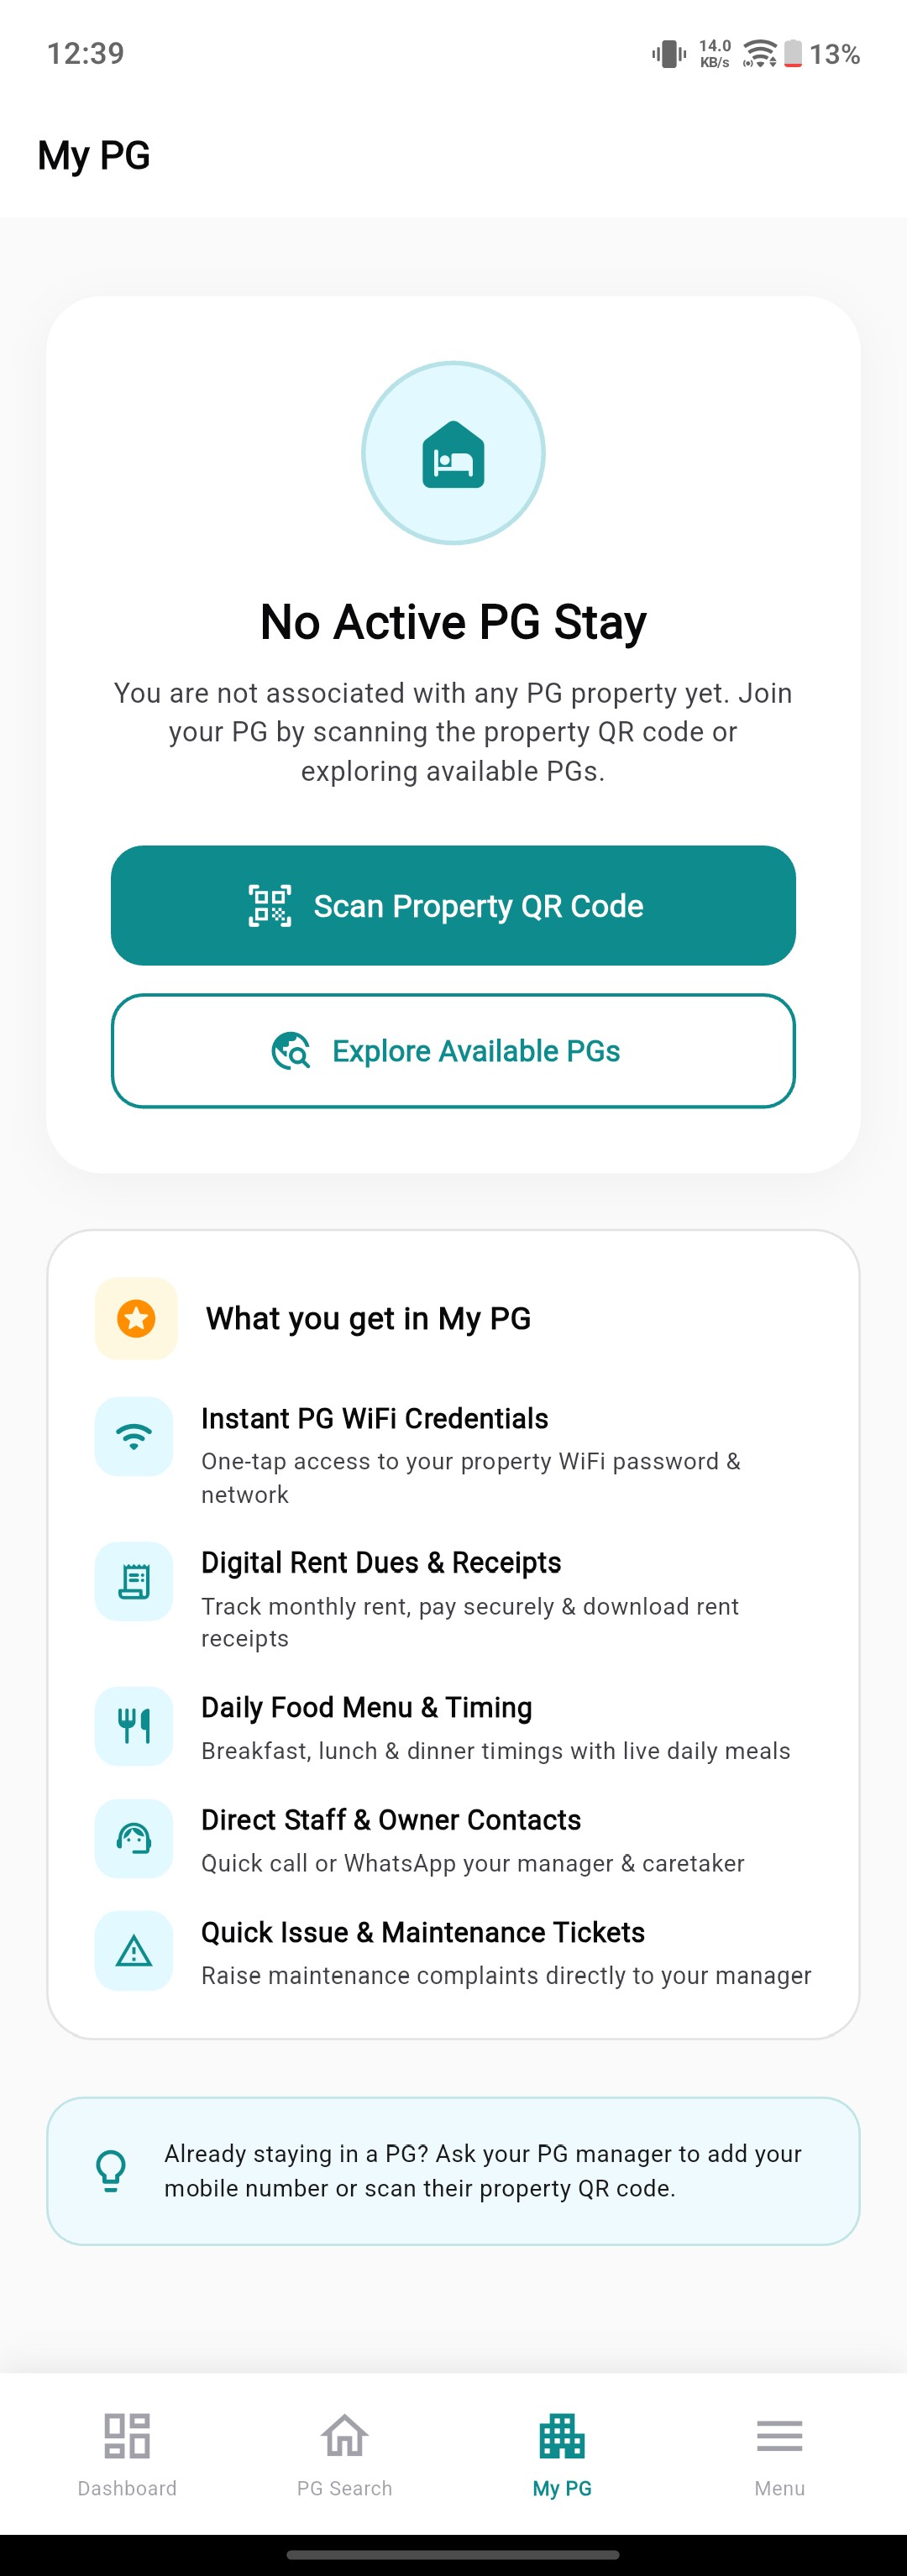 12:39
14.0
KB/s
13%
My PG
No Active PG Stay
You are not associated with any PG property yet. Join
your PG by scanning the property QR code or
exploring available PGs.
Scan Property QR Code
Explore Available PGs
What you get in My PG
Instant PG WiFi Credentials
One-tap access to your property WiFi password &
network
Digital Rent Dues & Receipts
Track monthly rent, pay securely & download rent
receipts
Daily Food Menu & Timing
Breakfast, lunch & dinner timings with live daily meals
Direct Staff & Owner Contacts
Quick call or WhatsApp your manager & caretaker
Quick Issue & Maintenance Tickets
Raise maintenance complaints directly to your manager
Already staying in a PG? Ask your PG manager to add your
mobile number or scan their property QR code.
Dashboard
PG Search
My PG
Menu